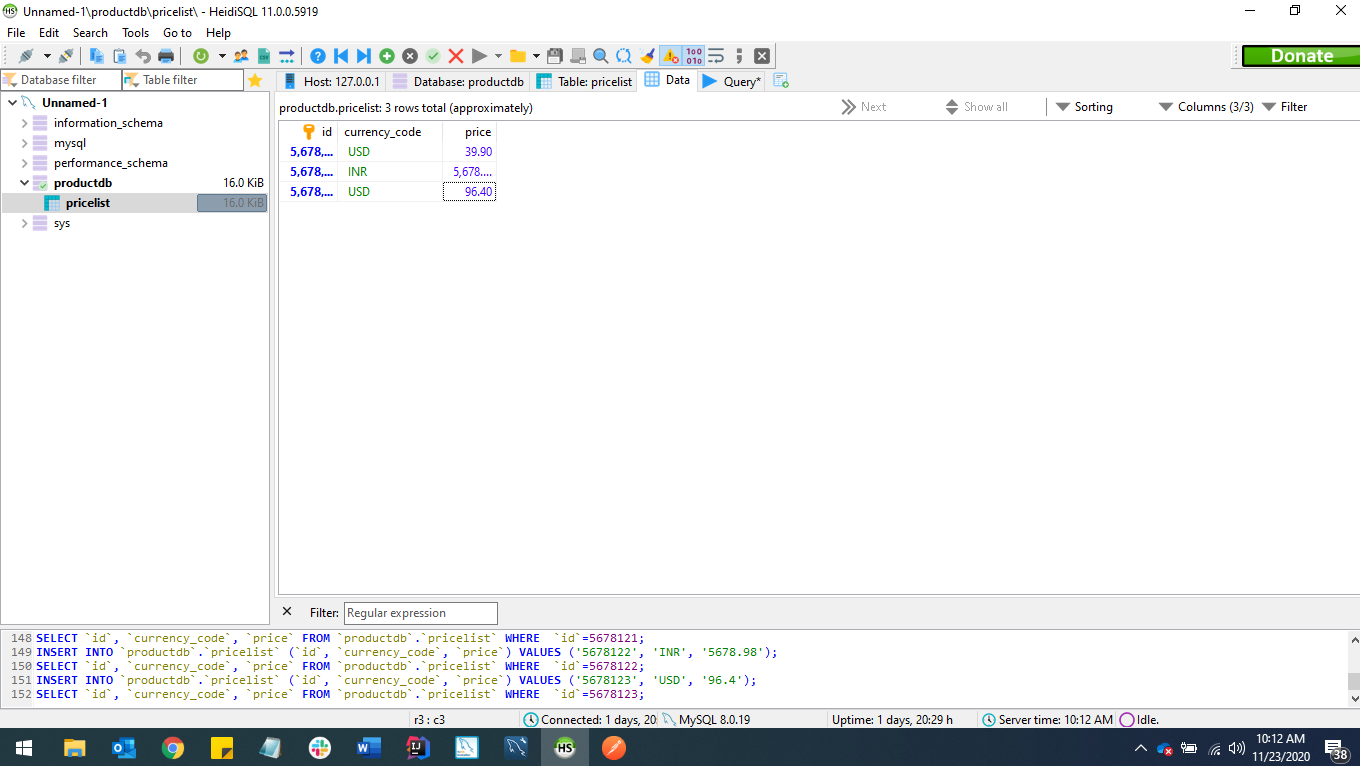 Unnamed-1\productdb\pricelist\ - HeidiSQL 11.0.0.5919
File Edit Search Tools Go to Help
Donate
Database filter Table filter
Host: 127.0.0.1 Database: productdb Table: pricelist Data Query*
Unnamed-1
information_schema
mysql
performance_schema
productdb 16.0 KiB
pricelist 16.0 KiB
sys
productdb.pricelist: 3 rows total (approximately) Next Show all Sorting Columns (3/3) Filter
id currency_code price
5,678,... USD 39.90
5,678,... INR 5,678....
5,678,... USD 96.40
Filter: Regular expression
148 SELECT `id`, `currency_code`, `price` FROM `productdb`.`pricelist` WHERE  `id`=5678121;
149 INSERT INTO `productdb`.`pricelist` (`id`, `currency_code`, `price`) VALUES ('5678122', 'INR', '5678.98');
150 SELECT `id`, `currency_code`, `price` FROM `productdb`.`pricelist` WHERE  `id`=5678122;
151 INSERT INTO `productdb`.`pricelist` (`id`, `currency_code`, `price`) VALUES ('5678123', 'USD', '96.4');
152 SELECT `id`, `currency_code`, `price` FROM `productdb`.`pricelist` WHERE  `id`=5678123;
r3 : c3 Connected: 1 days, 20 MySQL 8.0.19 Uptime: 1 days, 20:29 h Server time: 10:12 AM Idle.
10:12 AM
11/23/2020
38